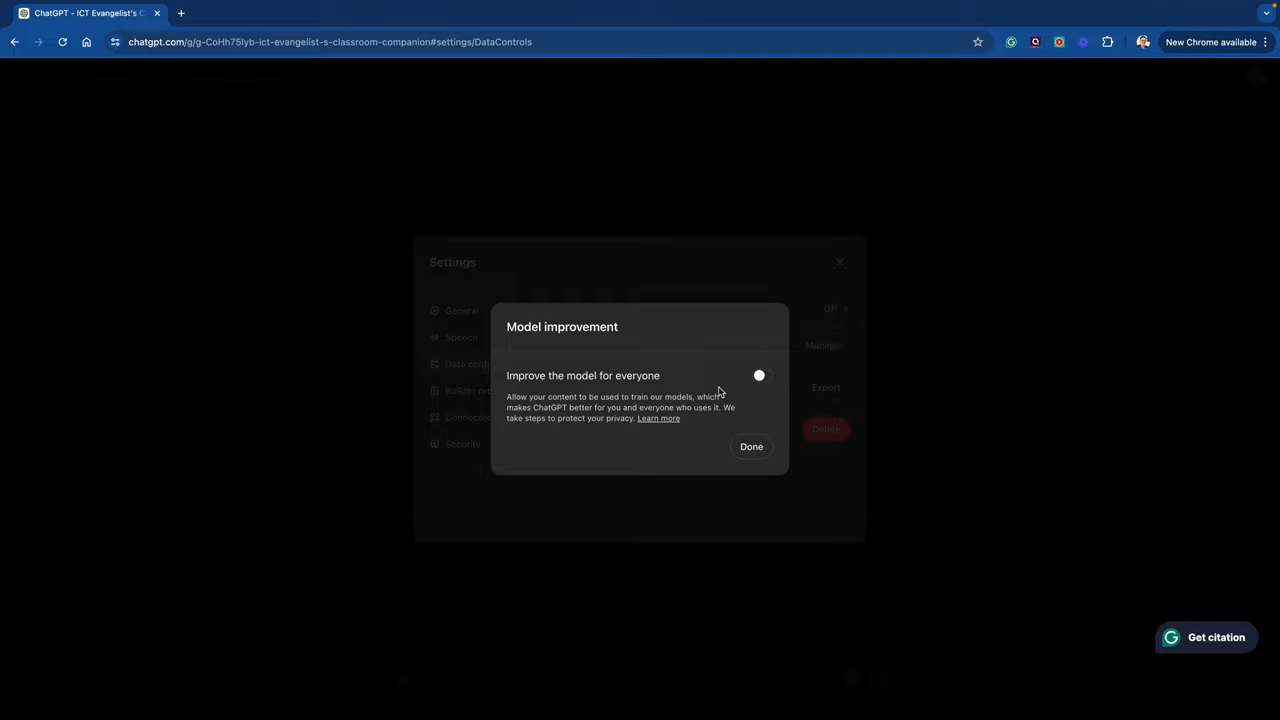 ChatGPT - ICT Evangelist's C
chatgpt.com/g/g-CoHh75Iyb-ict-evangelist-s-classroom-companion#settings/DataControls
New Chrome available
Settings
General
Off
Model improvement
Speech
Manage
Data cont
Improve the model for everyone
Builder pro
Export
Allow your content to be used to train our models, which
makes ChatGPT better for you and everyone who uses it. We
take steps to protect your privacy. Learn more
Connecte
Delete
Security
Done
Get citation